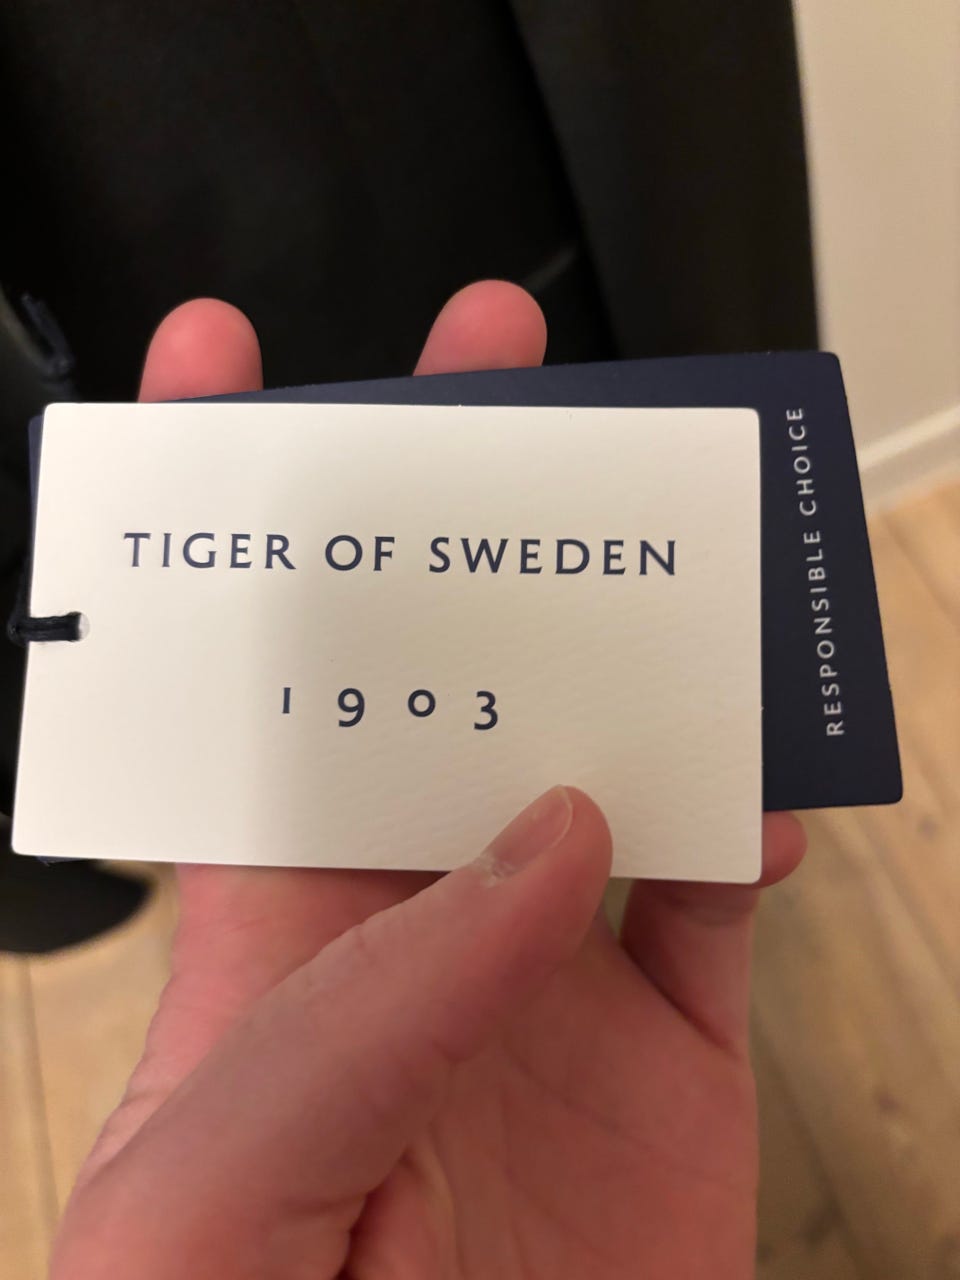 TIGER OF SWEDEN
1903
RESPONSIBLE CHOICE